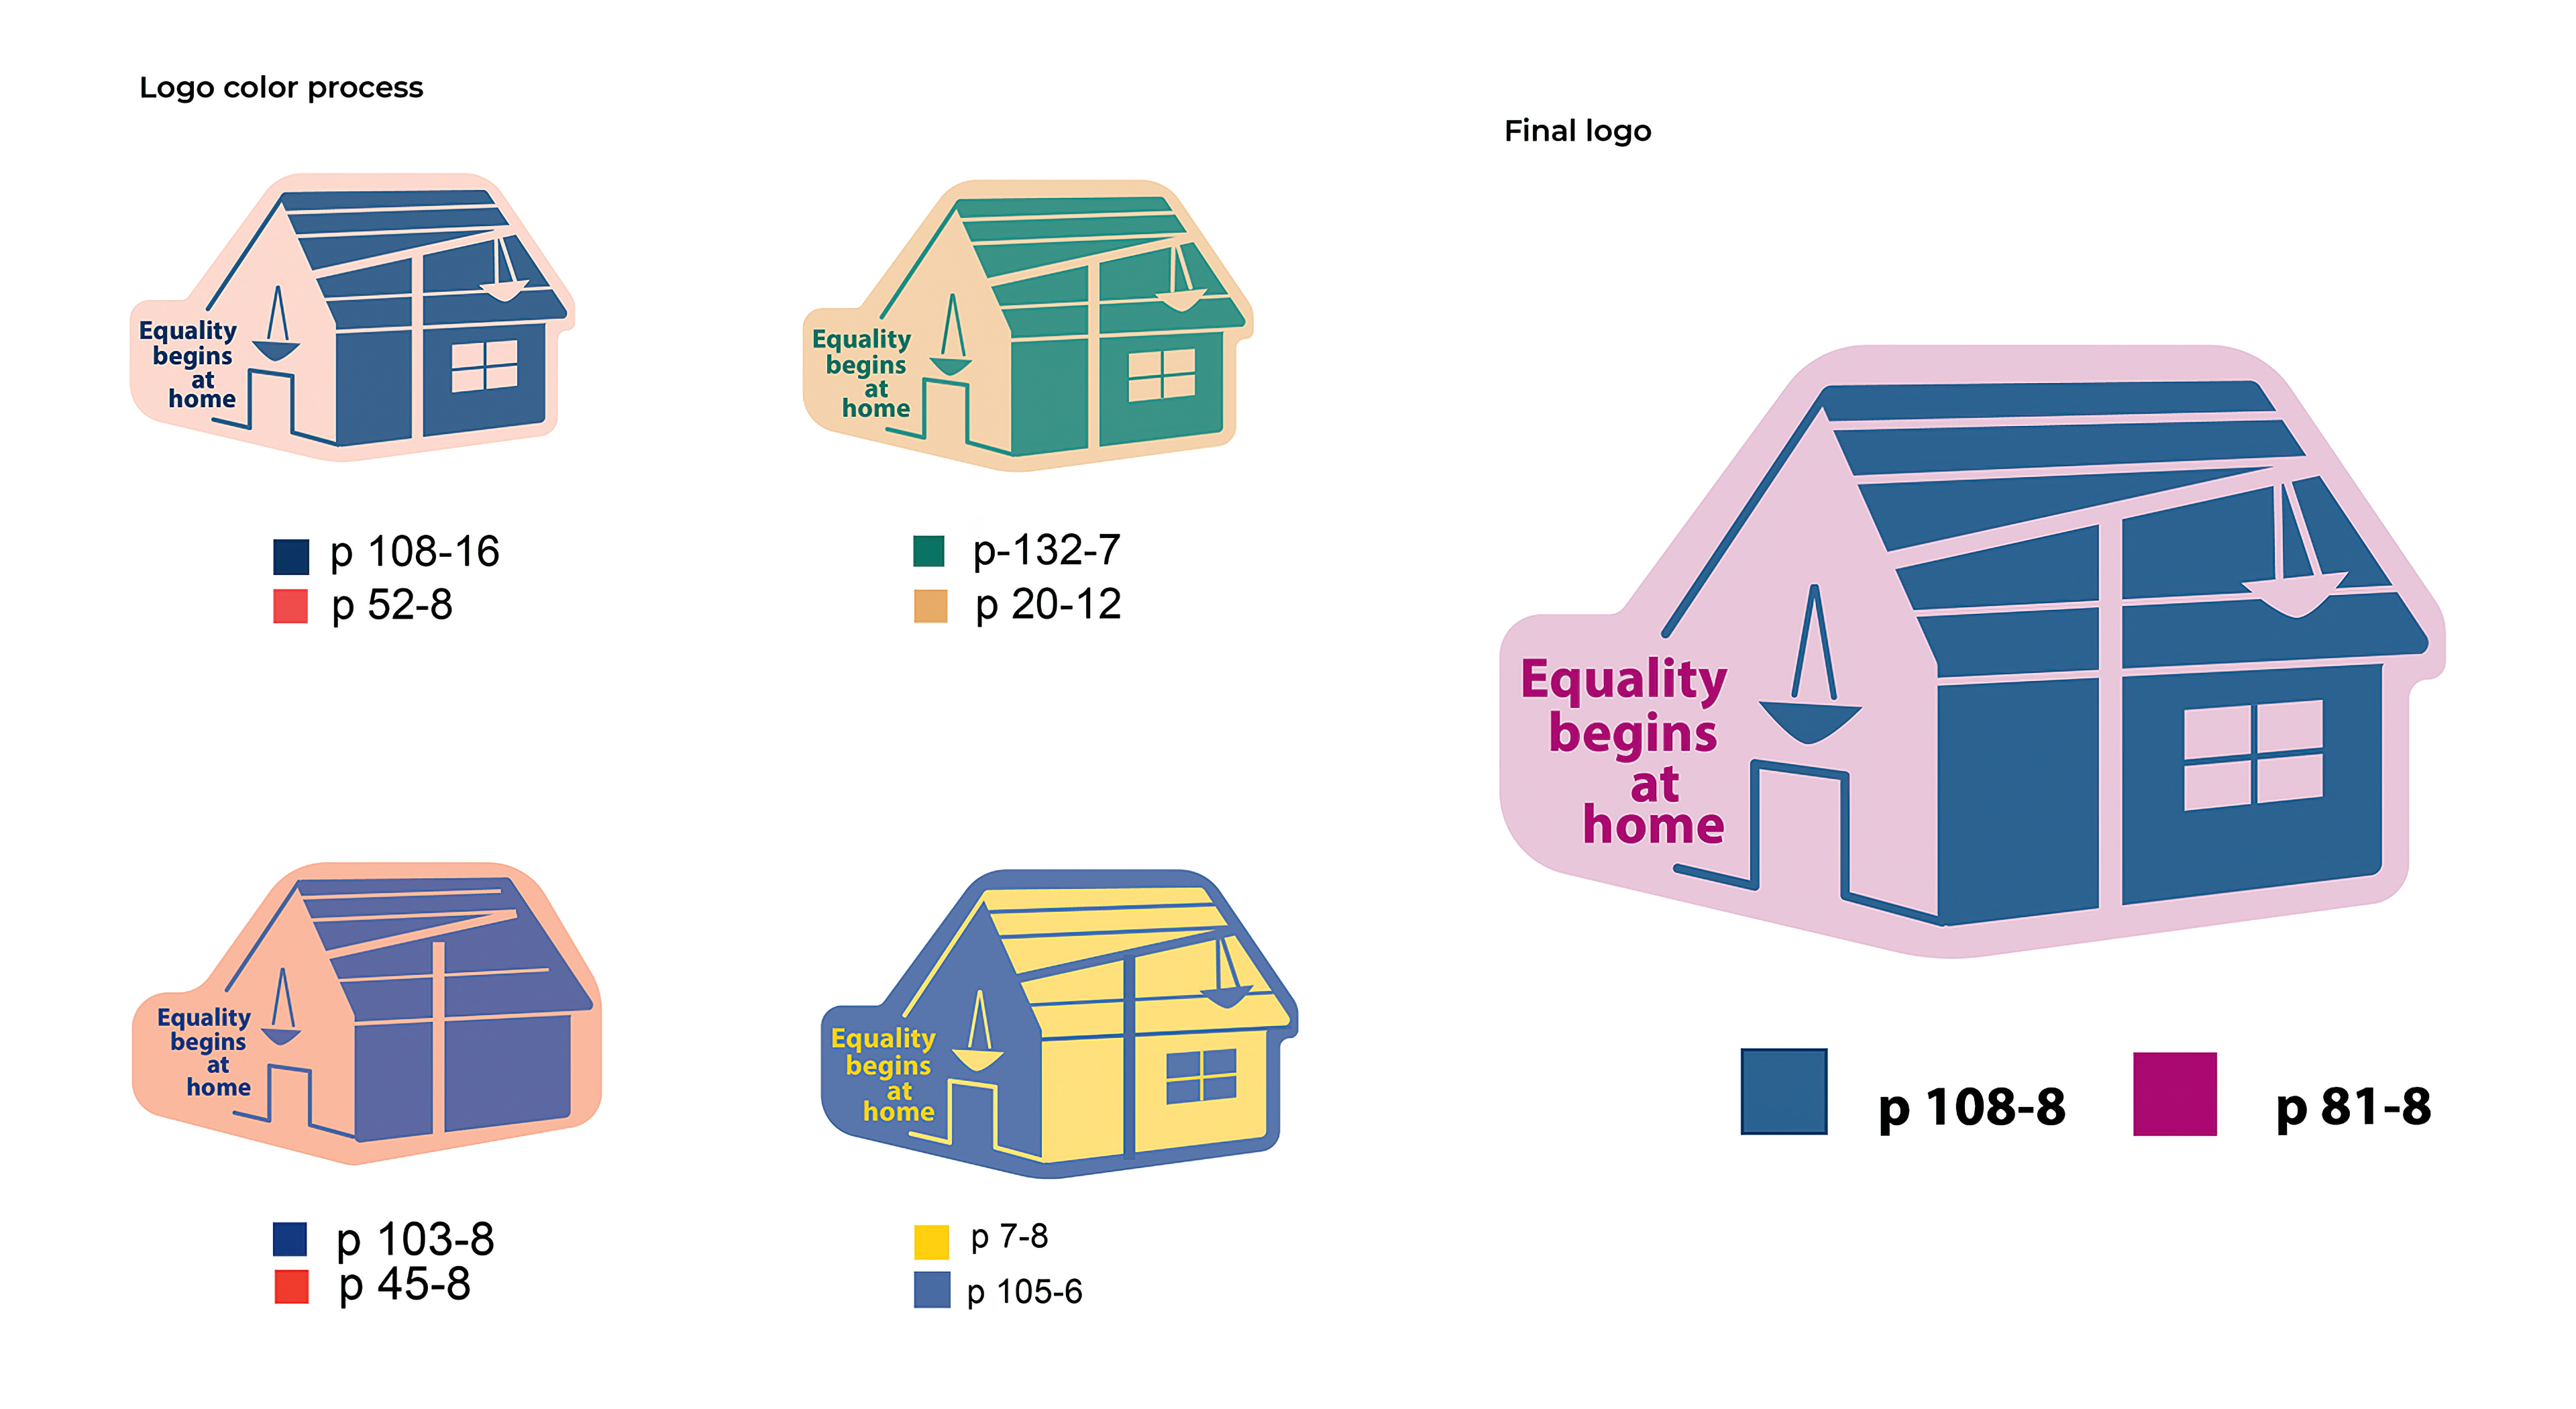 Logo color process
Equality
begins
at
home
p 108-16
p 52-8
Equality
begins
at
home
p-132-7
p 20-12
Equality
begins
at
home
p 103-8
p 45-8
Equality
begins
at
home
p 7-8
p 105-6
Final logo
Equality
begins
at
home
p 108-8
p 81-8